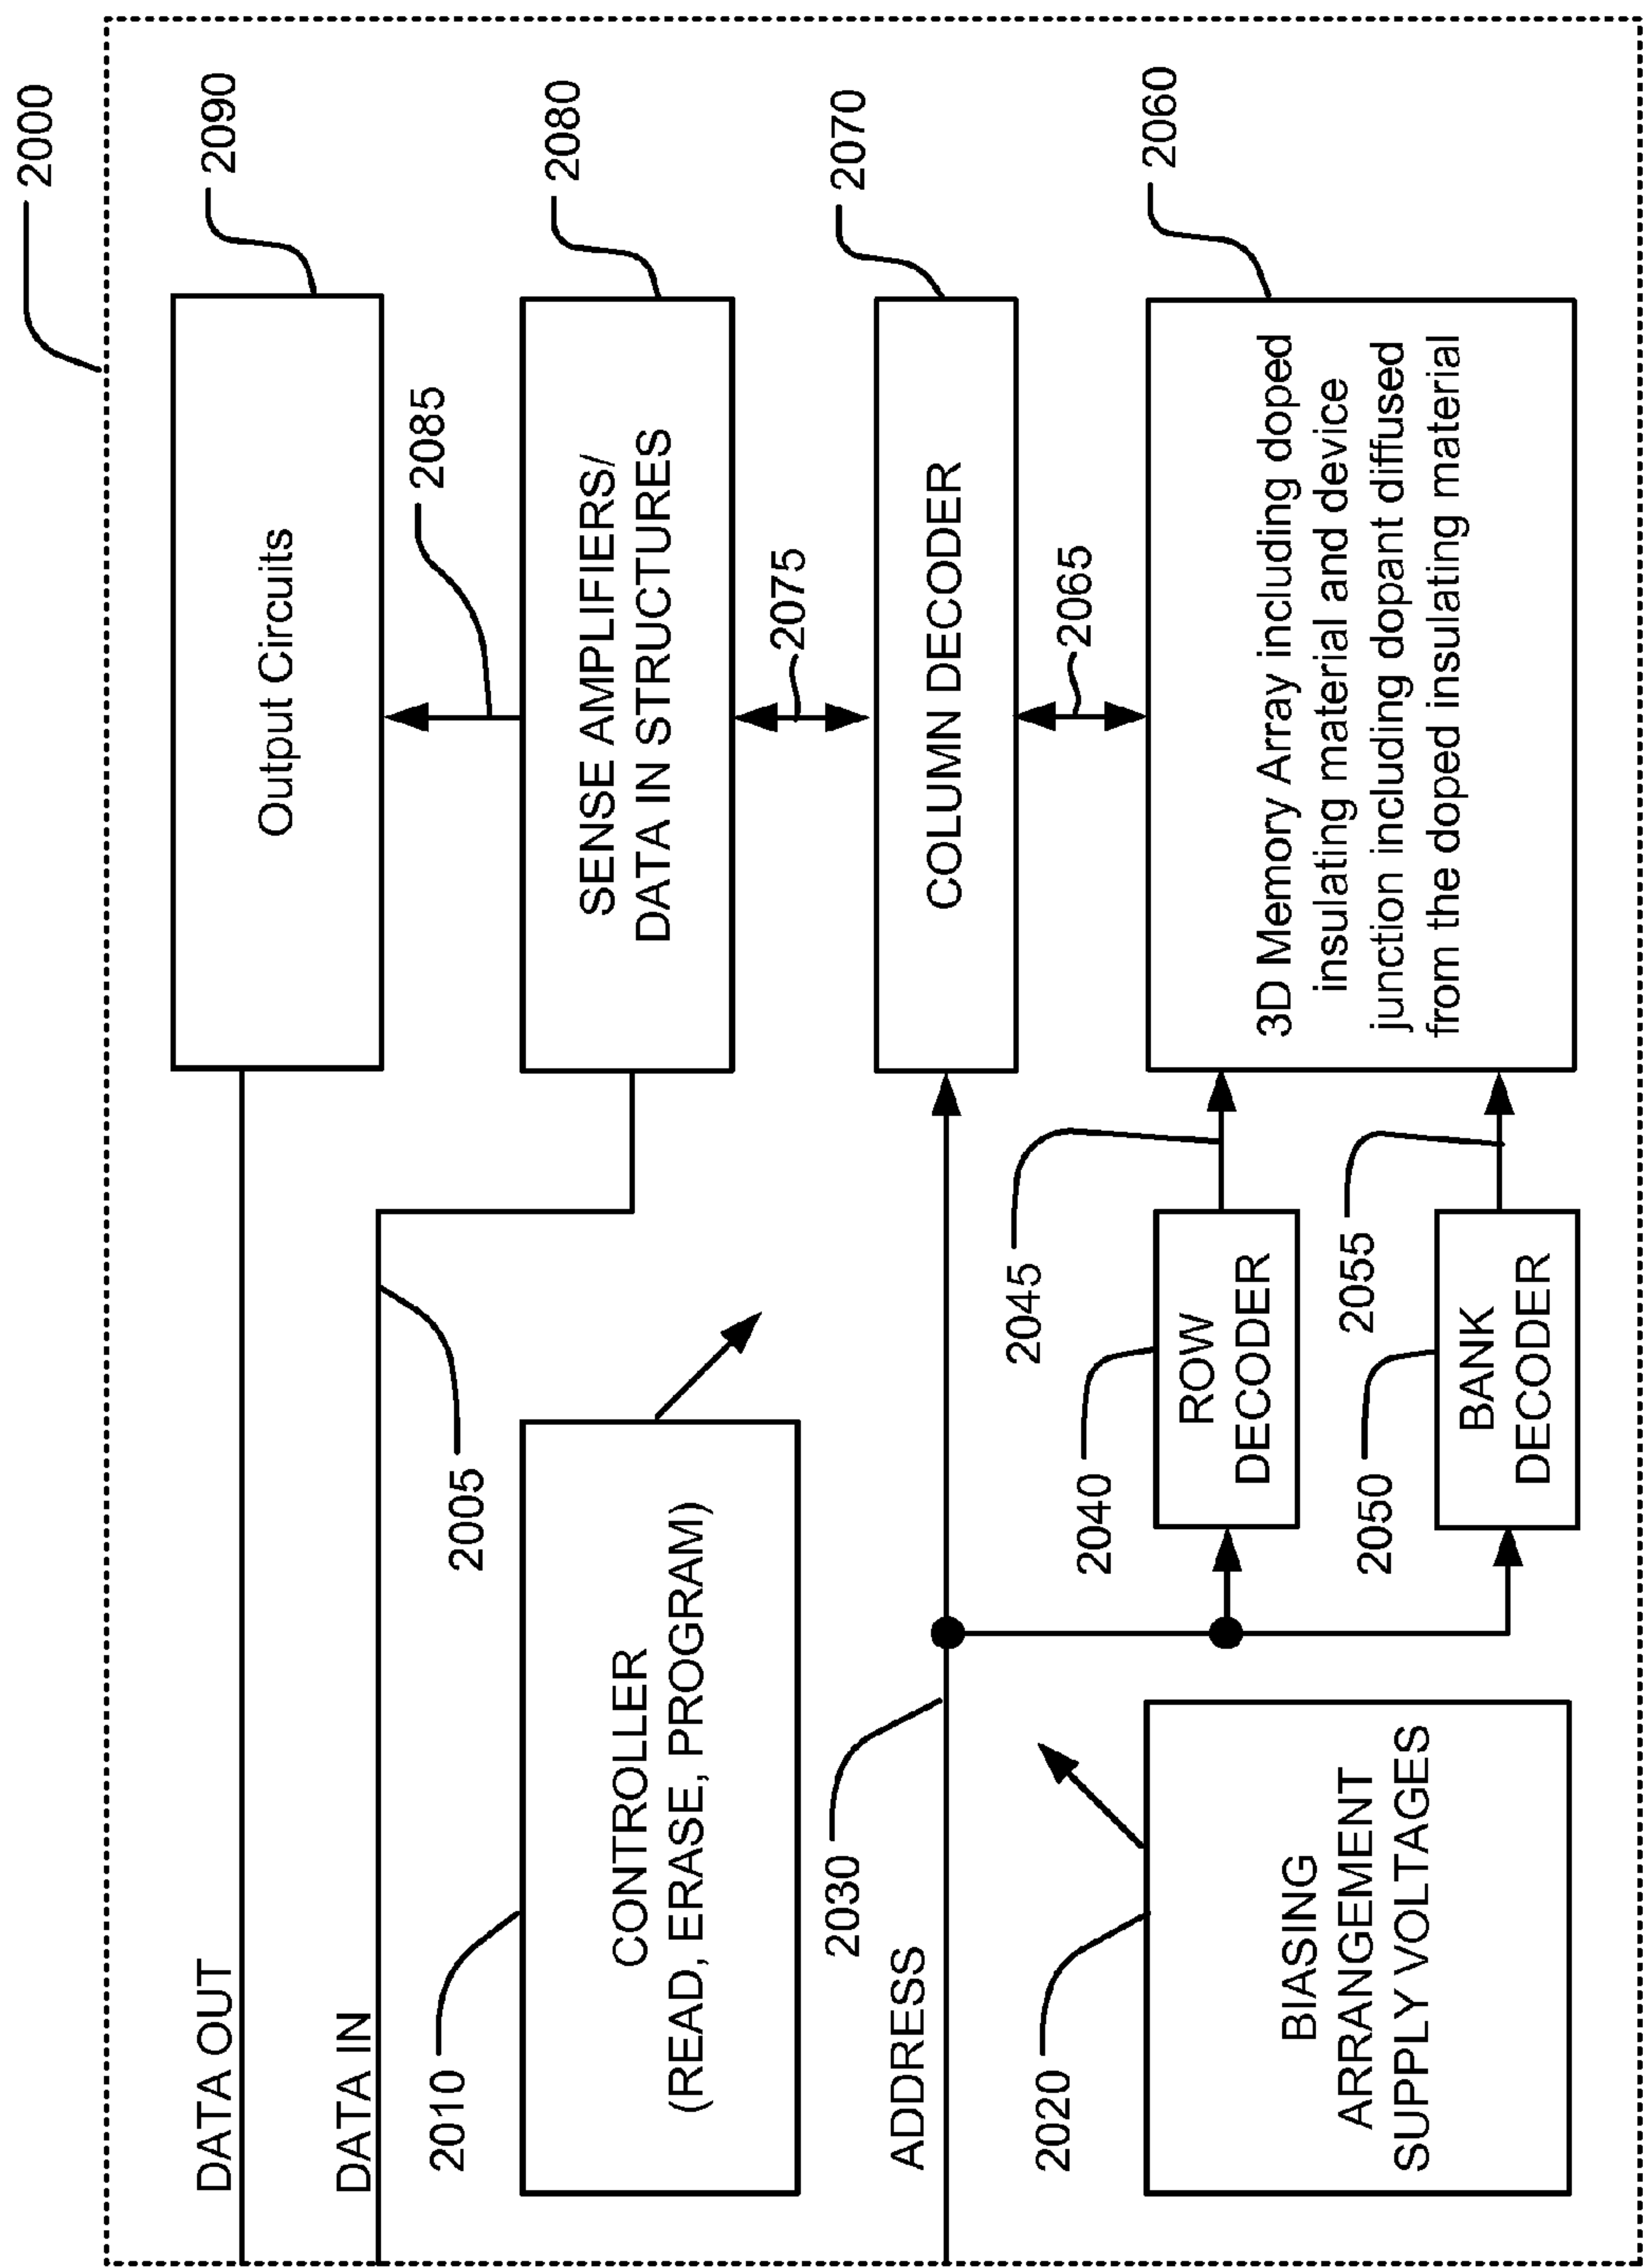 2000
DATA OUT
Output Circuits
2090
DATA IN
2005
2085
SENSE AMPLIFIERS/
DATA IN STRUCTURES
2080
2010
CONTROLLER
(READ, ERASE, PROGRAM)
2075
ADDRESS
2030
COLUMN DECODER
2070
2065
2020
BIASING
ARRANGEMENT
SUPPLY VOLTAGES
2040
ROW
DECODER
2045
2050
BANK
DECODER
2055
3D Memory Array including doped
insulating material and device
junction including dopant diffused
from the doped insulating material
2060